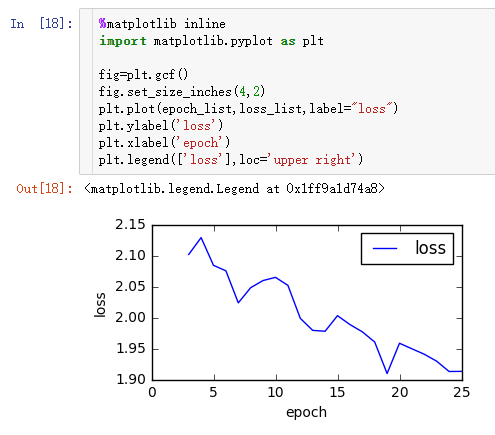 In [18]: %matplotlib inline
import matplotlib.pyplot as plt
fig=plt.gcf()
fig.set_size_inches(4,2)
plt.plot(epoch_list,loss_list,label="loss")
plt.ylabel('loss')
plt.xlabel('epoch')
plt.legend(['loss'],loc='upper right')
Out[18]: <matplotlib.legend.Legend at 0x1ff9a1d74a8>
2.15
2.10
2.05
2.00
1.95
1.90
loss
loss
0 5 10 15 20 25
epoch